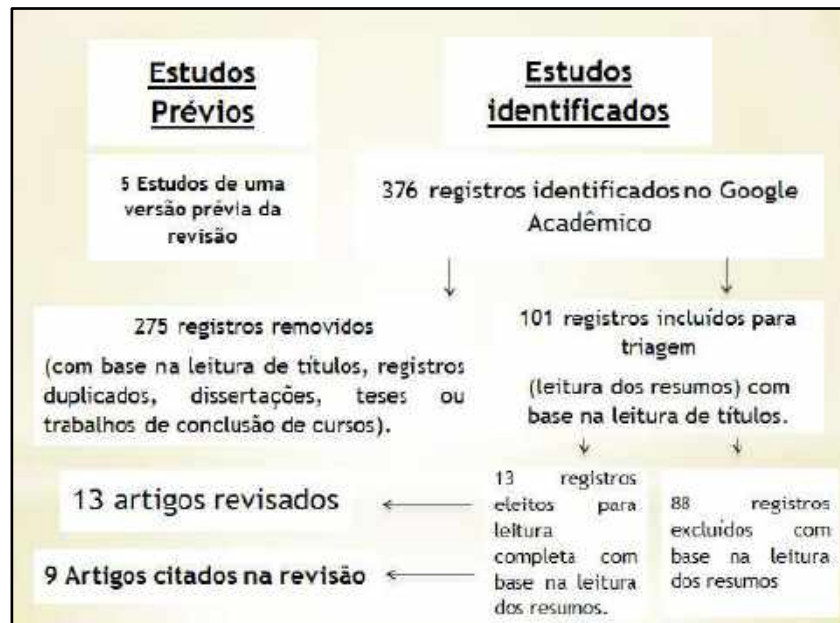 Estudos
Prévios
Estudos
identificados
5 Estudos de uma
versão prévia da
revisão
376 registros identificados no Google
Acadêmico
275 registros removidos
(com base na leitura de títulos, registros
duplicados, dissertações, teses ou
trabalhos de conclusão de cursos).
101 registros incluídos para
triagem
(leitura dos resumos) com
base na leitura de títulos.
13 artigos revisados
9 Artigos citados na revisão
13 registros
eleitos para
leitura
completa com
base na leitura
dos resumos.
88 registros
excluídos com
base na leitura
dos resumos